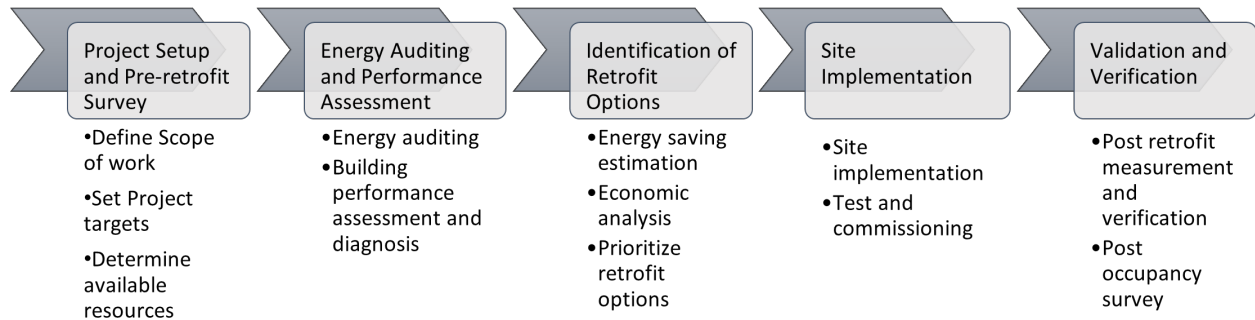 Project Setup
and Pre-retrofit
Survey
•Define Scope
of work
•Set Project
targets
•Determine
available
resources
Energy Auditing
and Performance
Assessment
•Energy auditing
•Building
performance
assessment and
diagnosis
Identification of
Retrofit
Options
•Energy saving
estimation
•Economic
analysis
•Prioritize
retrofit
options
Site
Implementation
•Site
implementation
•Test and
commissioning
Validation and
Verification
•Post retrofit
measurement
and
verification
•Post
occupancy
survey